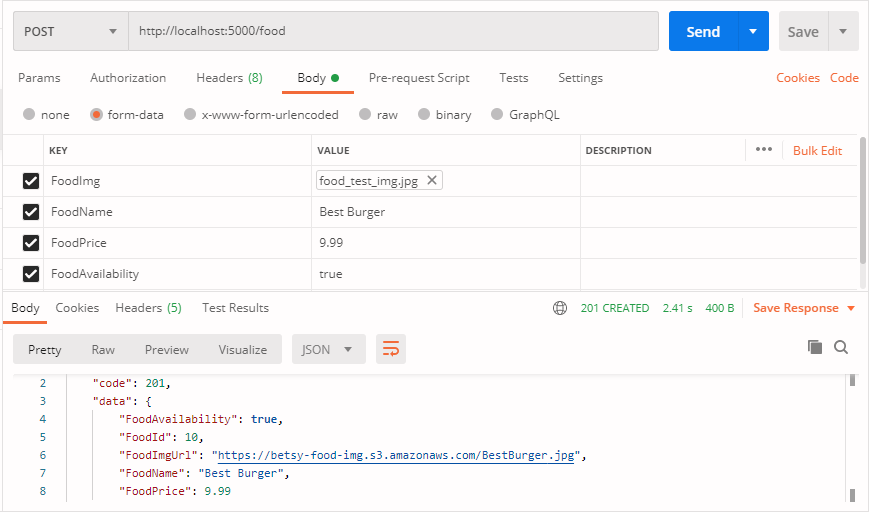 POST http://localhost:5000/food Send Save
Params Authorization Headers (8) Body Pre-request Script Tests Settings Cookies Code
none form-data x-www-form-urlencoded raw binary GraphQL
KEY VALUE DESCRIPTION ••• Bulk Edit
FoodImg food_test_img.jpg ✕
FoodName Best Burger
FoodPrice 9.99
FoodAvailability true
Body Cookies Headers (5) Test Results 201 CREATED 2.41 s 400 B Save Response
Pretty Raw Preview Visualize JSON
2 "code": 201,
3 "data": {
4 "FoodAvailability": true,
5 "FoodId": 10,
6 "FoodImgUrl": "https://betsy-food-img.s3.amazonaws.com/BestBurger.jpg",
7 "FoodName": "Best Burger",
8 "FoodPrice": 9.99